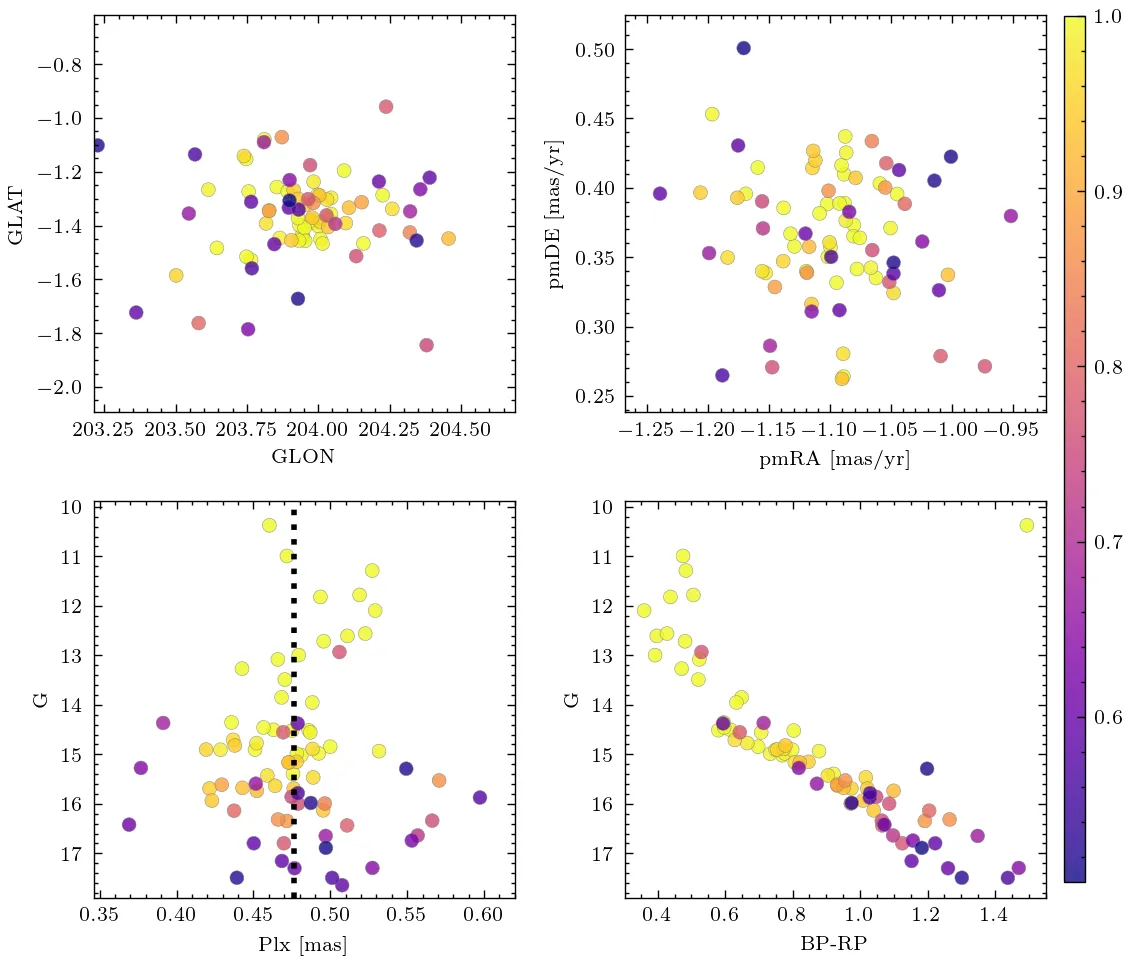 −0.8
−1.0
−1.2
−1.4
−1.6
−1.8
−2.0
GLAT
203.25 203.50 203.75 204.00 204.25 204.50
GLON
0.50
0.45
0.40
0.35
0.30
0.25
pmDE [mas/yr]
−1.25 −1.20 −1.15 −1.10 −1.05 −1.00 −0.95
pmRA [mas/yr]
1.0
0.9
0.8
0.7
0.6
10
11
12
13
14
15
16
17
G
0.35 0.40 0.45 0.50 0.55 0.60
Plx [mas]
10
11
12
13
14
15
16
17
G
0.4 0.6 0.8 1.0 1.2 1.4
BP-RP